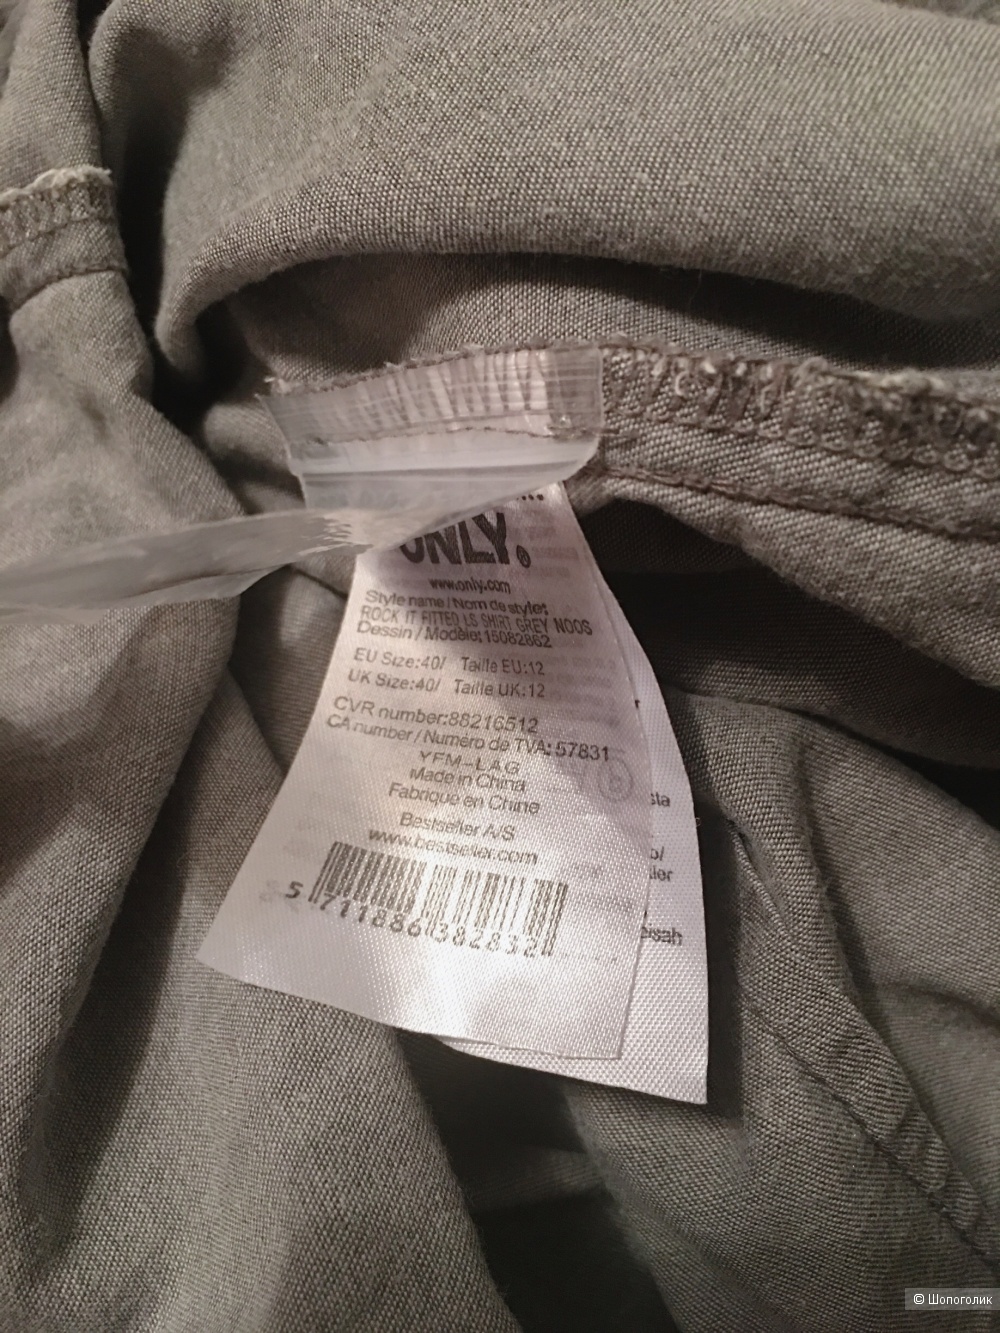 ONLY®
www.only.com
Style name / Nom de style:
ROCK IT FITTED LS SHIRT GREY NOOS
Dessin / Modèle: 15082862
EU Size:40/ Taille EU:12
UK Size:40/ Taille UK:12
CVR number:88216512
CA number / Numéro de TVA: 57831
YFM-LAG
Made in China
Fabriqué en Chine
Bestseller A/S
www.bestseller.com
5 711886 382832
© Шопоголик